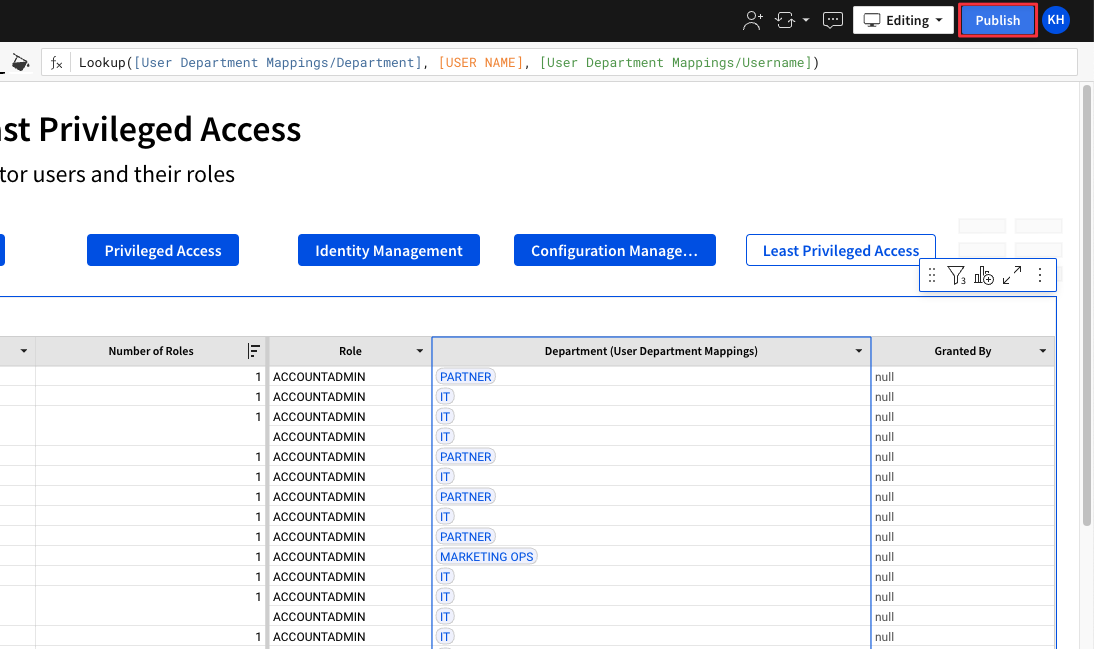 Editing
Publish
KH
fx Lookup([User Department Mappings/Department], [USER NAME], [User Department Mappings/Username])
st Privileged Access
tor users and their roles
Privileged Access
Identity Management
Configuration Manage…
Least Privileged Access
3
Number of Roles Role Department (User Department Mappings) Granted By
1 ACCOUNTADMIN PARTNER null
1 ACCOUNTADMIN IT null
1 ACCOUNTADMIN IT null
ACCOUNTADMIN IT null
1 ACCOUNTADMIN PARTNER null
1 ACCOUNTADMIN IT null
1 ACCOUNTADMIN PARTNER null
1 ACCOUNTADMIN IT null
1 ACCOUNTADMIN PARTNER null
1 ACCOUNTADMIN MARKETING OPS null
1 ACCOUNTADMIN IT null
1 ACCOUNTADMIN IT null
ACCOUNTADMIN IT null
1 ACCOUNTADMIN IT null